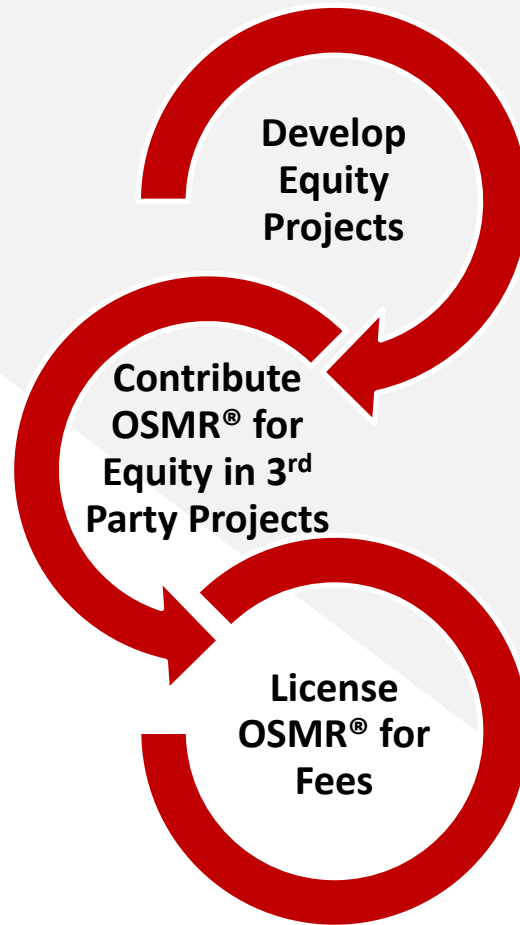 Develop
Equity
Projects
Contribute
OSMR® for
Equity in 3rd
Party Projects
License
OSMR® for
Fees